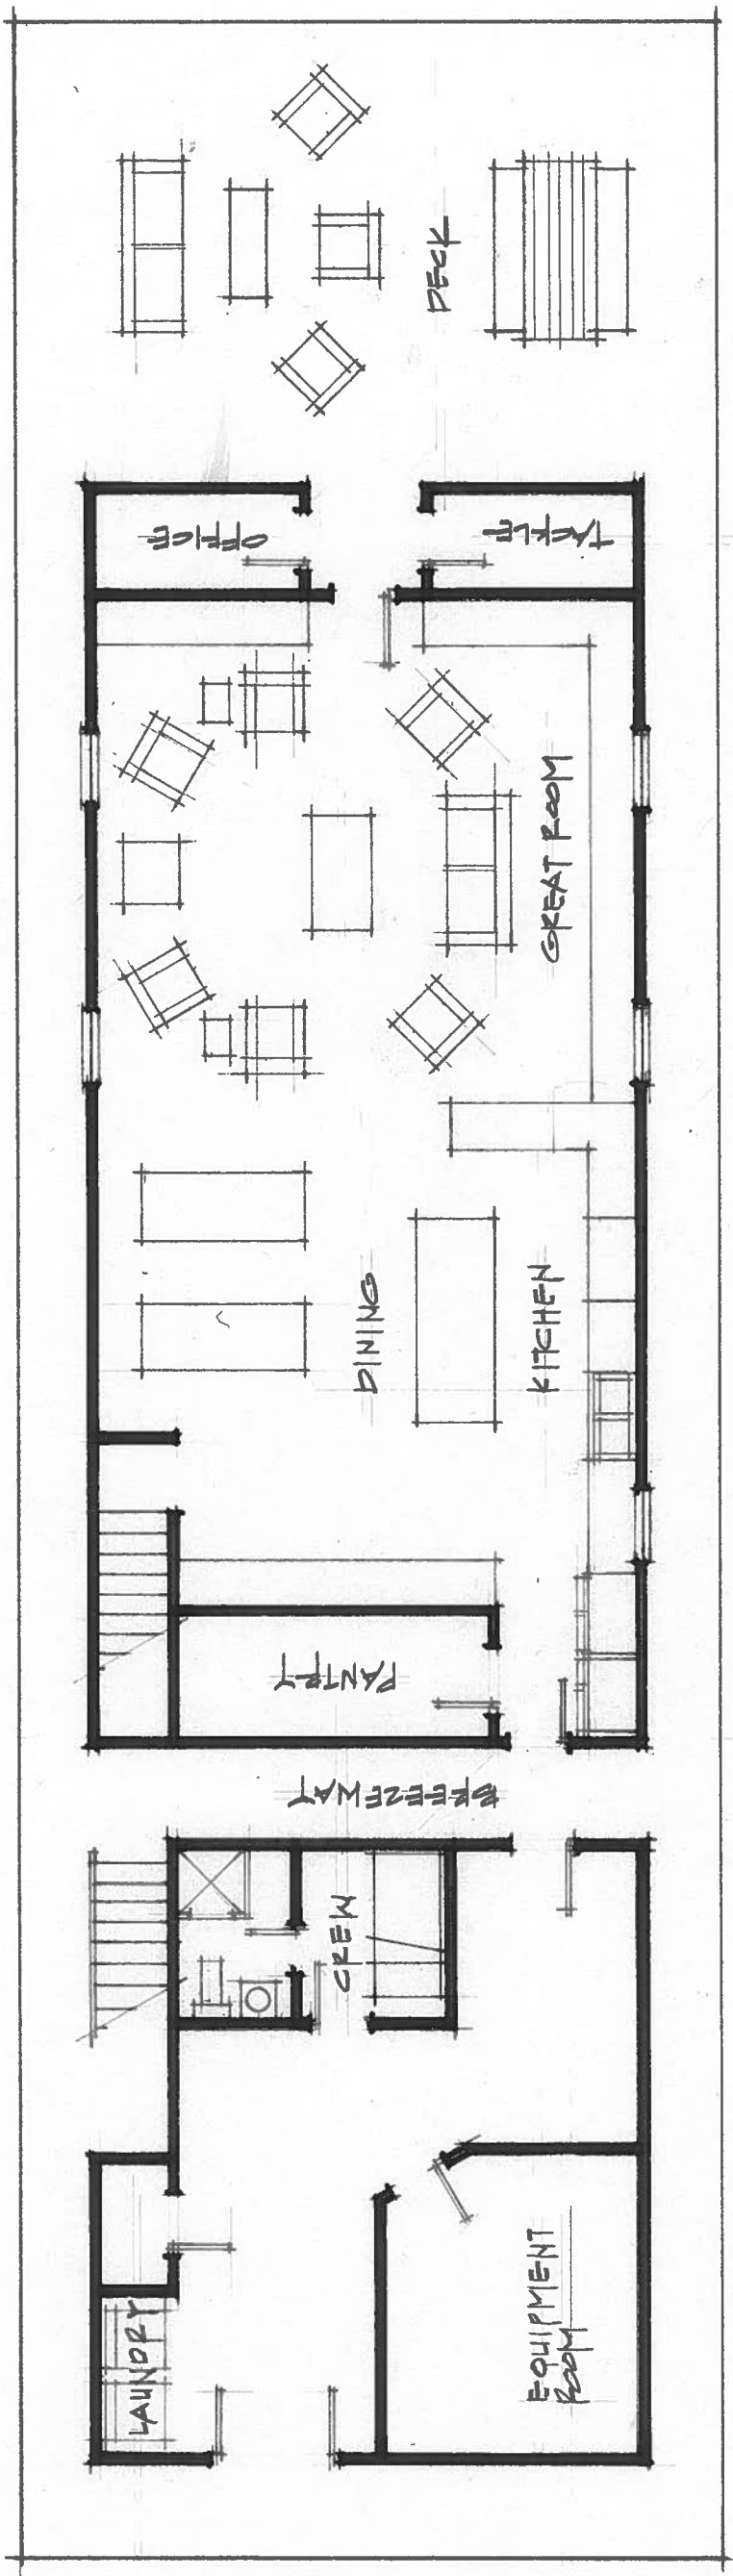 DECK
OFFICE
TACKLE
GREAT ROOM
DINING
KITCHEN
PANTRY
BREEZEWAY
CREW
LAUNDRY
EQUIPMENT
ROOM